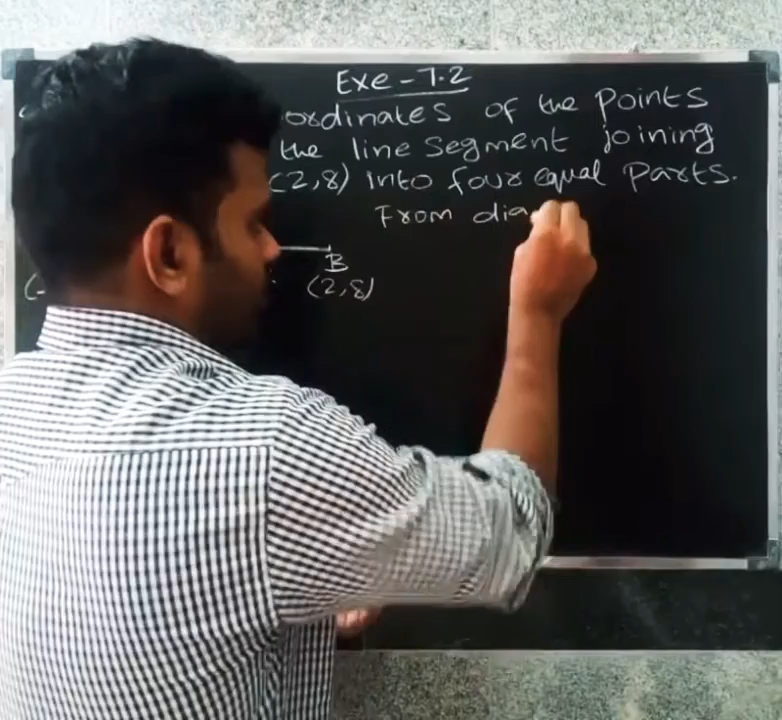 Exe - 7.2
ordinates of the points
the line segment joining
(2,8) into four equal parts.
From dia
B
(2,8)
(-